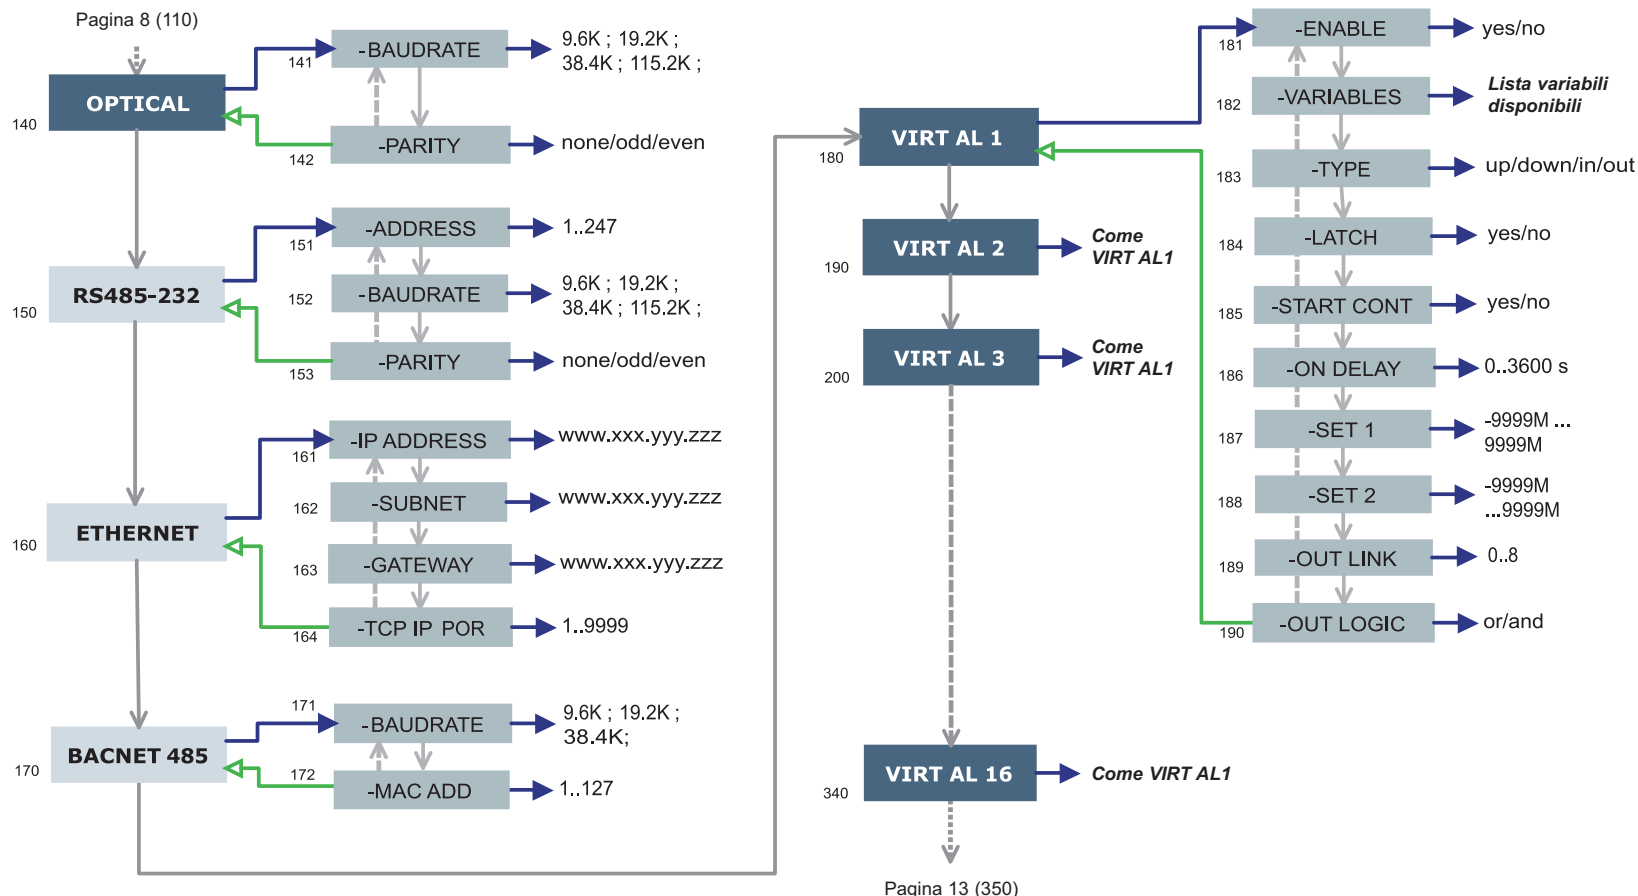 Pagina 8 (110)
OPTICAL
140
141
-BAUDRATE
9.6K ; 19.2K ;
38.4K ; 115.2K ;
142
-PARITY
none/odd/even
RS485-232
150
151
-ADDRESS
1..247
152
-BAUDRATE
9.6K ; 19.2K ;
38.4K ; 115.2K ;
153
-PARITY
none/odd/even
ETHERNET
160
161
-IP ADDRESS
www.xxx.yyy.zzz
162
-SUBNET
www.xxx.yyy.zzz
163
-GATEWAY
www.xxx.yyy.zzz
164
-TCP IP POR
1..9999
BACNET 485
170
171
-BAUDRATE
9.6K ; 19.2K ;
38.4K;
172
-MAC ADD
1..127
VIRT AL 1
180
181
-ENABLE
yes/no
182
-VARIABLES
Lista variabili
disponibili
183
-TYPE
up/down/in/out
184
-LATCH
yes/no
185
-START CONT
yes/no
186
-ON DELAY
0..3600 s
187
-SET 1
-9999M ...
9999M
188
-SET 2
-9999M
...9999M
189
-OUT LINK
0..8
190
-OUT LOGIC
or/and
VIRT AL 2
190
Come
VIRT AL1
VIRT AL 3
200
Come
VIRT AL1
VIRT AL 16
340
Come VIRT AL1
Pagina 13 (350)